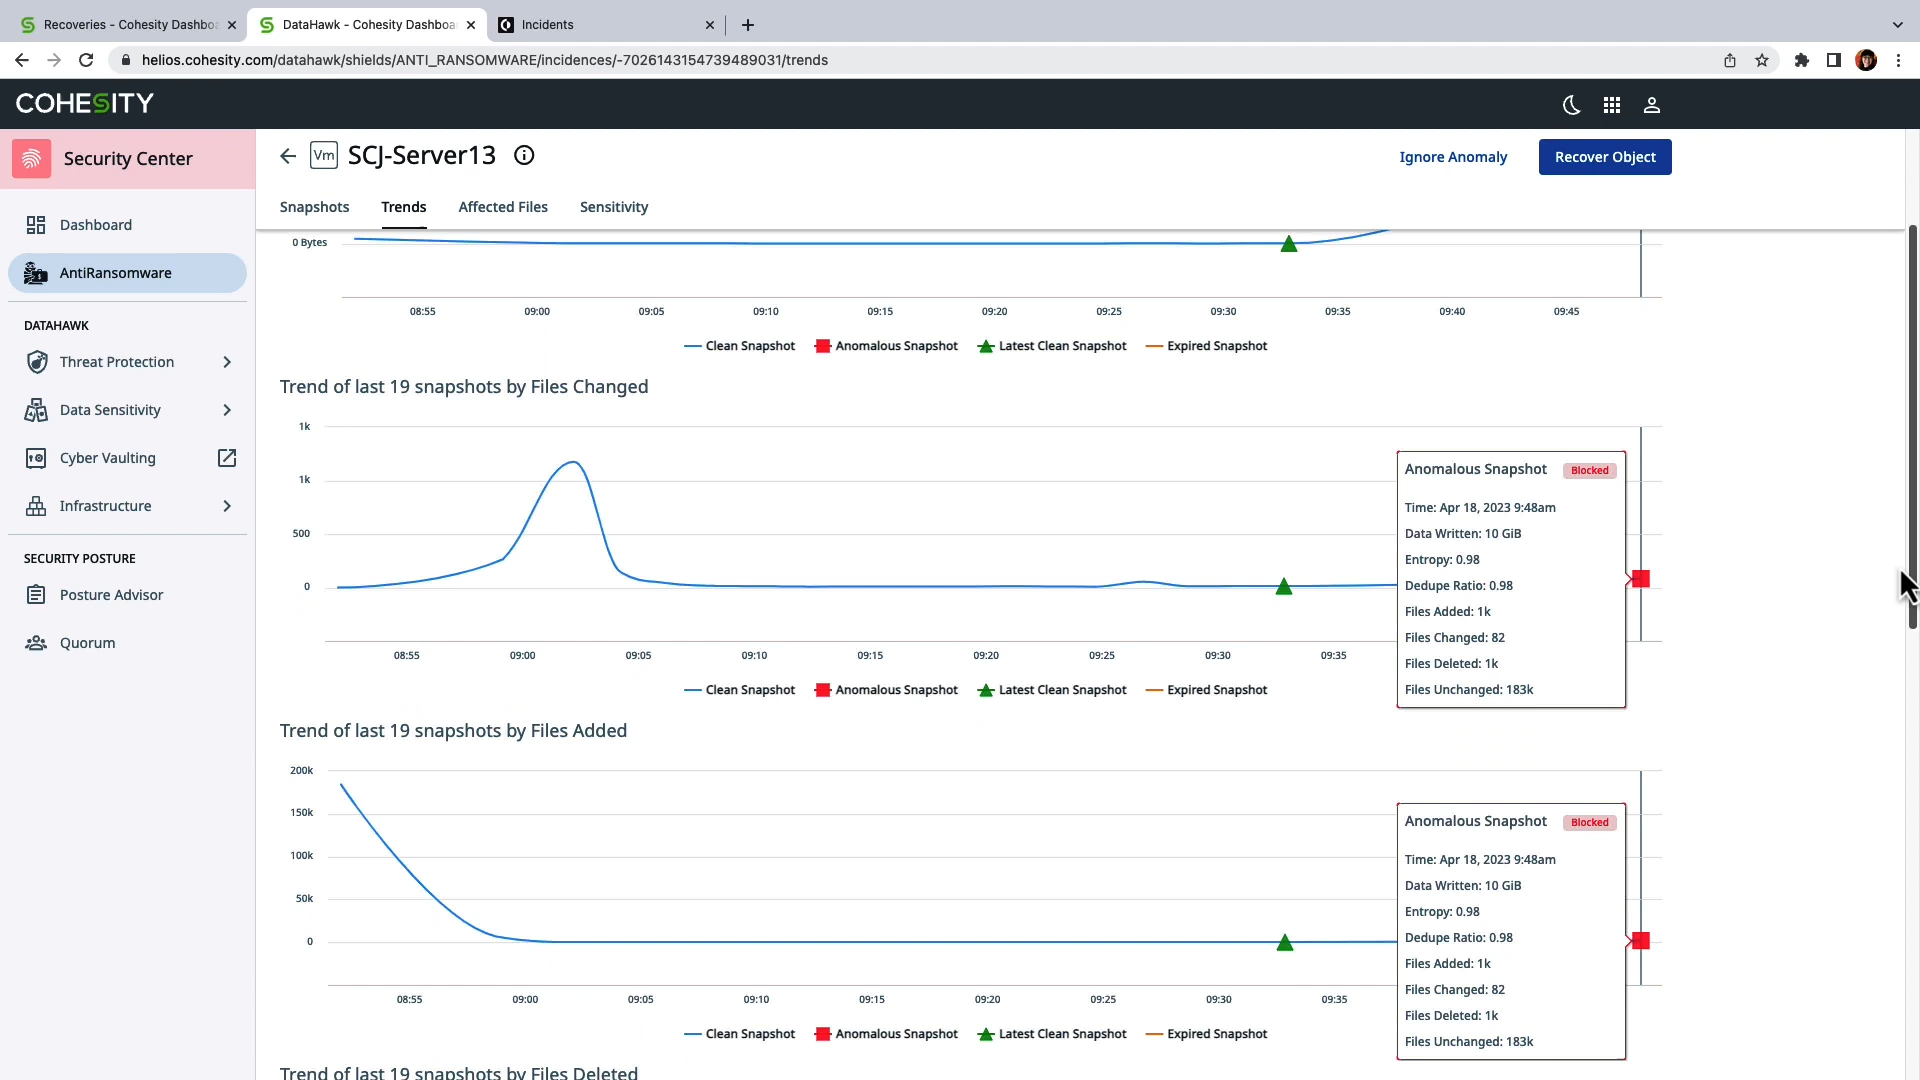 Recoveries - Cohesity Dashbo
DataHawk - Cohesity Dashboa
Incidents
helios.cohesity.com/datahawk/shields/ANTI_RANSOMWARE/incidences/-7026143154739489031/trends
COHESITY
Security Center
Vm SCJ-Server13
Ignore Anomaly
Recover Object
Snapshots
Trends
Affected Files
Sensitivity
Dashboard
AntiRansomware
DATAHAWK
Threat Protection
Data Sensitivity
Cyber Vaulting
Infrastructure
SECURITY POSTURE
Posture Advisor
Quorum
0 Bytes
08:55 09:00 09:05 09:10 09:15 09:20 09:25 09:30 09:35 09:40 09:45
Clean Snapshot Anomalous Snapshot Latest Clean Snapshot Expired Snapshot
Trend of last 19 snapshots by Files Changed
1k
1k
500
0
08:55 09:00 09:05 09:10 09:15 09:20 09:25 09:30 09:35
Anomalous Snapshot Blocked
Time: Apr 18, 2023 9:48am
Data Written: 10 GiB
Entropy: 0.98
Dedupe Ratio: 0.98
Files Added: 1k
Files Changed: 82
Files Deleted: 1k
Files Unchanged: 183k
Clean Snapshot Anomalous Snapshot Latest Clean Snapshot Expired Snapshot
Trend of last 19 snapshots by Files Added
200k
150k
100k
50k
0
08:55 09:00 09:05 09:10 09:15 09:20 09:25 09:30 09:35
Anomalous Snapshot Blocked
Time: Apr 18, 2023 9:48am
Data Written: 10 GiB
Entropy: 0.98
Dedupe Ratio: 0.98
Files Added: 1k
Files Changed: 82
Files Deleted: 1k
Files Unchanged: 183k
Clean Snapshot Anomalous Snapshot Latest Clean Snapshot Expired Snapshot
Trend of last 19 snapshots by Files Deleted